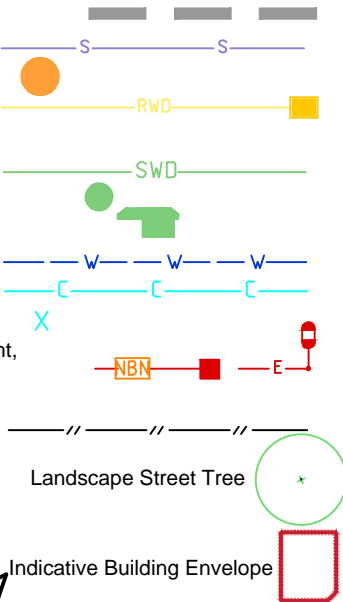 S S
RWD
SWD
W W W
C C C
X
nt,
NBN E
Landscape Street Tree
Indicative Building Envelope